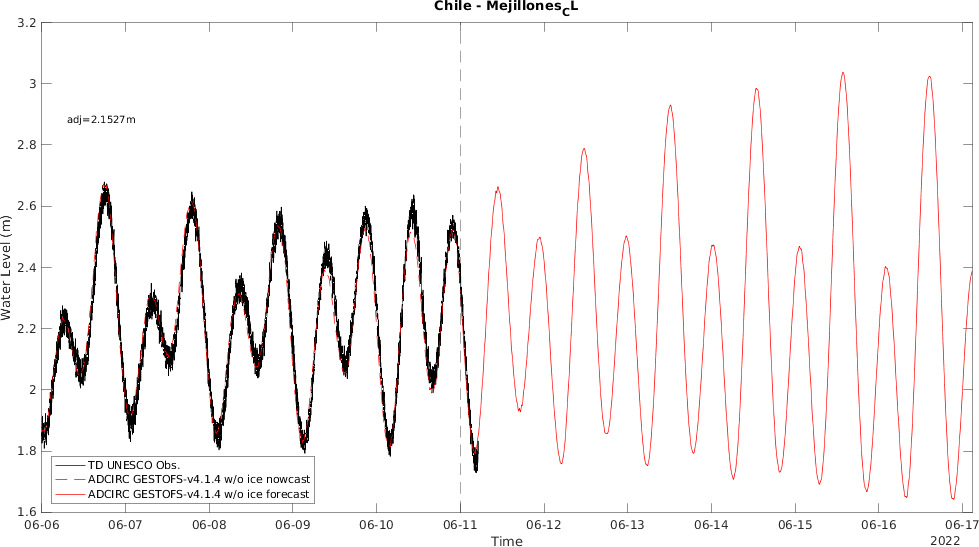 Chile - Mejillones_CL
3.2
3
2.8
2.6
2.4
2.2
2
1.8
1.6
Water Level (m)
adj=2.1527m
TD UNESCO Obs.
ADCIRC GESTOFS-v4.1.4 w/o ice nowcast
ADCIRC GESTOFS-v4.1.4 w/o ice forecast
06-06 06-07 06-08 06-09 06-10 06-11 06-12 06-13 06-14 06-15 06-16 06-17
Time
2022